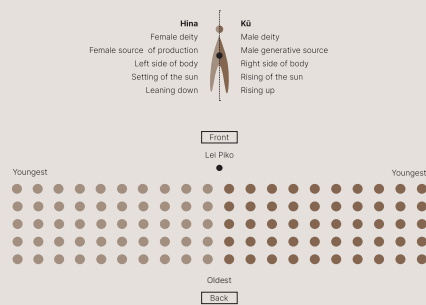 Hina
Kū
Female deity
Male deity
Female source of production
Male generative source
Left side of body
Right side of body
Setting of the sun
Rising of the sun
Leaning down
Rising up
Front
Lei Piko
Youngest
Youngest
Oldest
Back